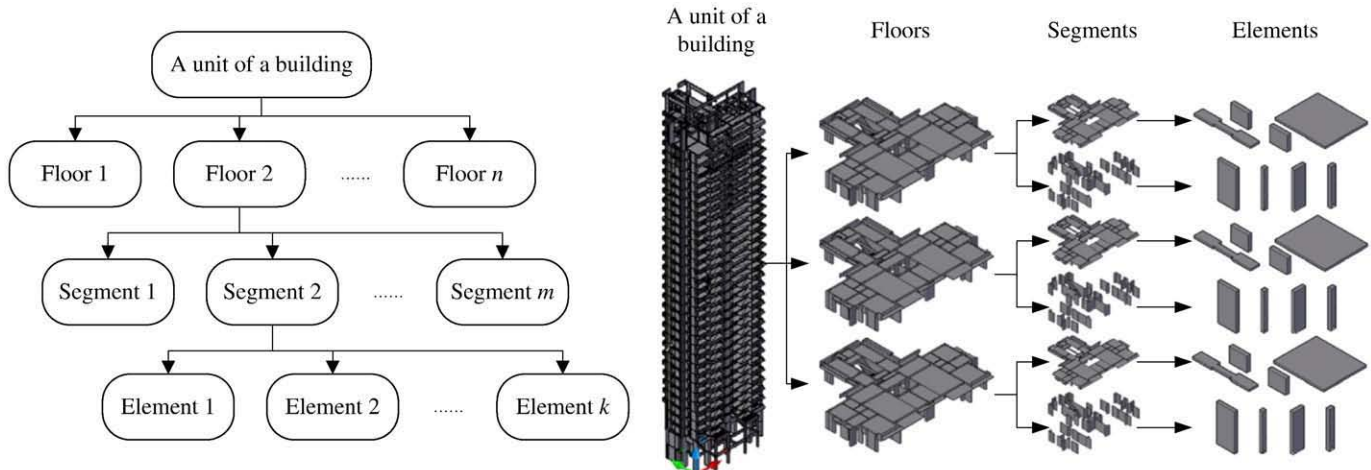 A unit of a building
Floor 1
Floor 2
......
Floor n
Segment 1
Segment 2
......
Segment m
Element 1
Element 2
......
Element k
A unit of a
building
Floors
Segments
Elements